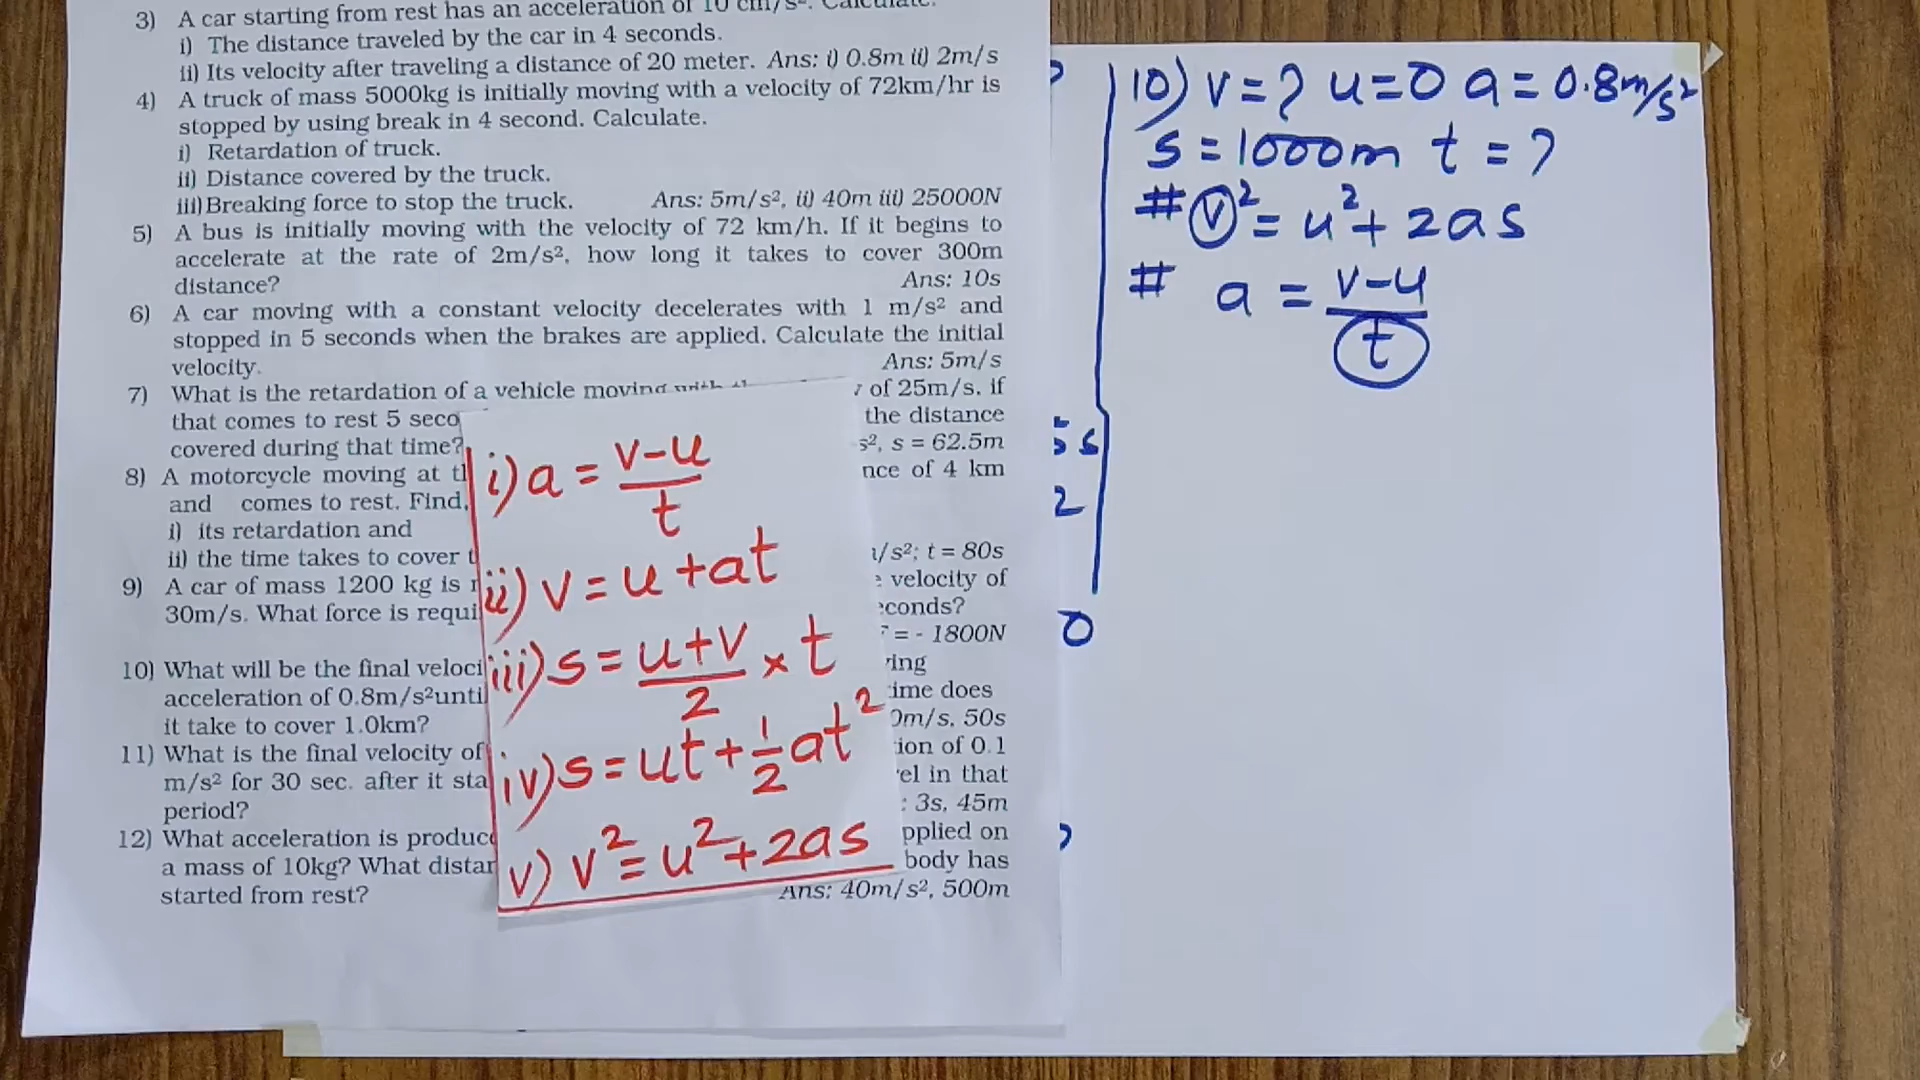 3) A car starting from rest has an acceleration of 10 cm/s². Calculate.
i) The distance traveled by the car in 4 seconds.
ii) Its velocity after traveling a distance of 20 meter. Ans: i) 0.8m ii) 2m/s
4) A truck of mass 5000kg is initially moving with a velocity of 72km/hr is
stopped by using break in 4 second. Calculate.
i) Retardation of truck.
ii) Distance covered by the truck.
iii) Breaking force to stop the truck. Ans: 5m/s², ii) 40m iii) 25000N
5) A bus is initially moving with the velocity of 72 km/h. If it begins to
accelerate at the rate of 2m/s², how long it takes to cover 300m
distance? Ans: 10s
6) A car moving with a constant velocity decelerates with 1 m/s² and
stopped in 5 seconds when the brakes are applied. Calculate the initial
velocity. Ans: 5m/s
7) What is the retardation of a vehicle moving of 25m/s. if
that comes to rest 5 seco the distance
covered during that time? s², s = 62.5m
8) A motorcycle moving at nce of 4 km
and comes to rest. Find.
i) its retardation and
ii) the time takes to cover /s²; t = 80s
9) A car of mass 1200 kg is velocity of
30m/s. What force is requi conds?
= - 1800N
10) What will be the final veloci ring
acceleration of 0.8m/s²unti ime does
it take to cover 1.0km? m/s, 50s
11) What is the final velocity of ion of 0.1
m/s² for 30 sec. after it sta el in that
period? : 3s, 45m
12) What acceleration is produc pplied on
a mass of 10kg? What distan body has
started from rest? Ans: 40m/s², 500m
i) a = v-u/t
ii) v = u + at
iii) s = u+v/2 × t
iv) s = ut + 1/2 at²
v) v² = u² + 2as
10) v = ? u = 0 a = 0.8m/s²
s = 1000m t = ?
# v² = u² + 2as
# a = v-u/t
s
2
0